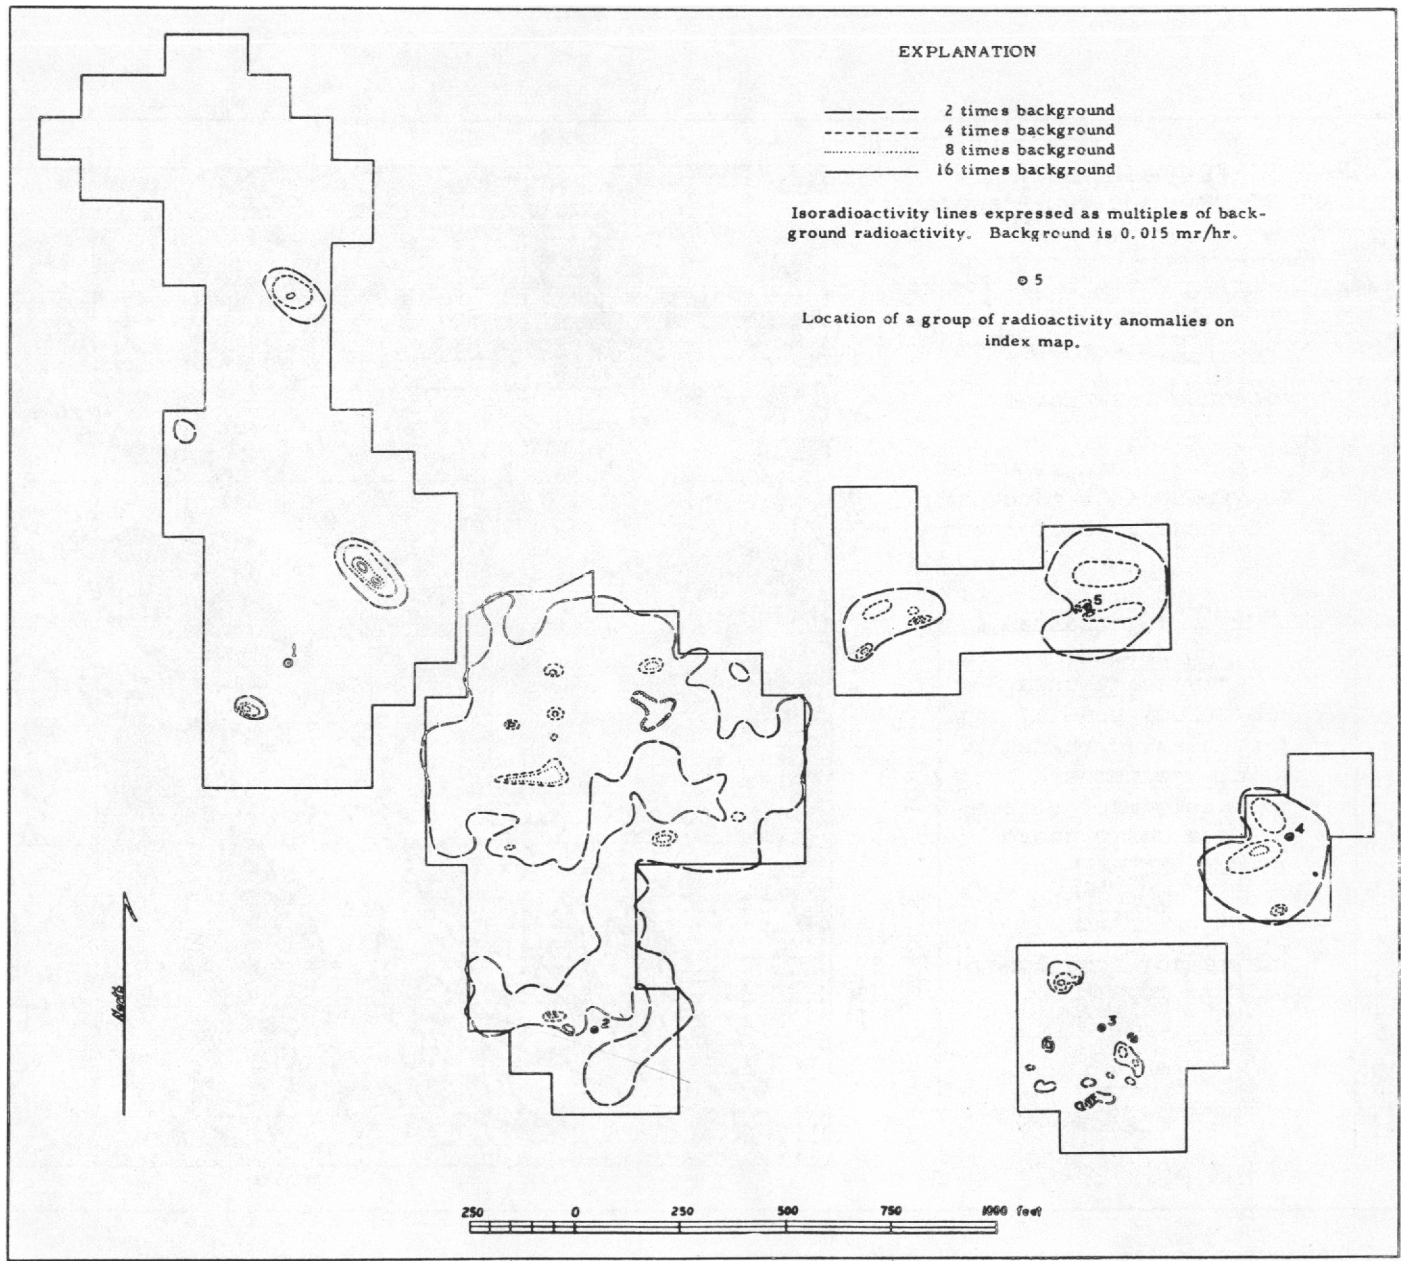 EXPLANATION
2 times background
4 times background
8 times background
16 times background
Isoradioactivity lines expressed as multiples of back-
ground radioactivity. Background is 0.015 mr/hr.
5
Location of a group of radioactivity anomalies on
index map.
5
1
4
North
2
3
250 0 250 500 750 1000 feet